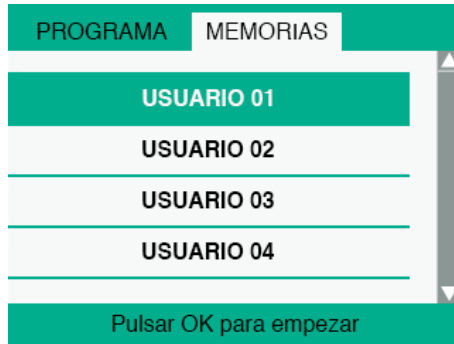 PROGRAMA MEMORIAS
USUARIO 01
USUARIO 02
USUARIO 03
USUARIO 04
Pulsar OK para empezar